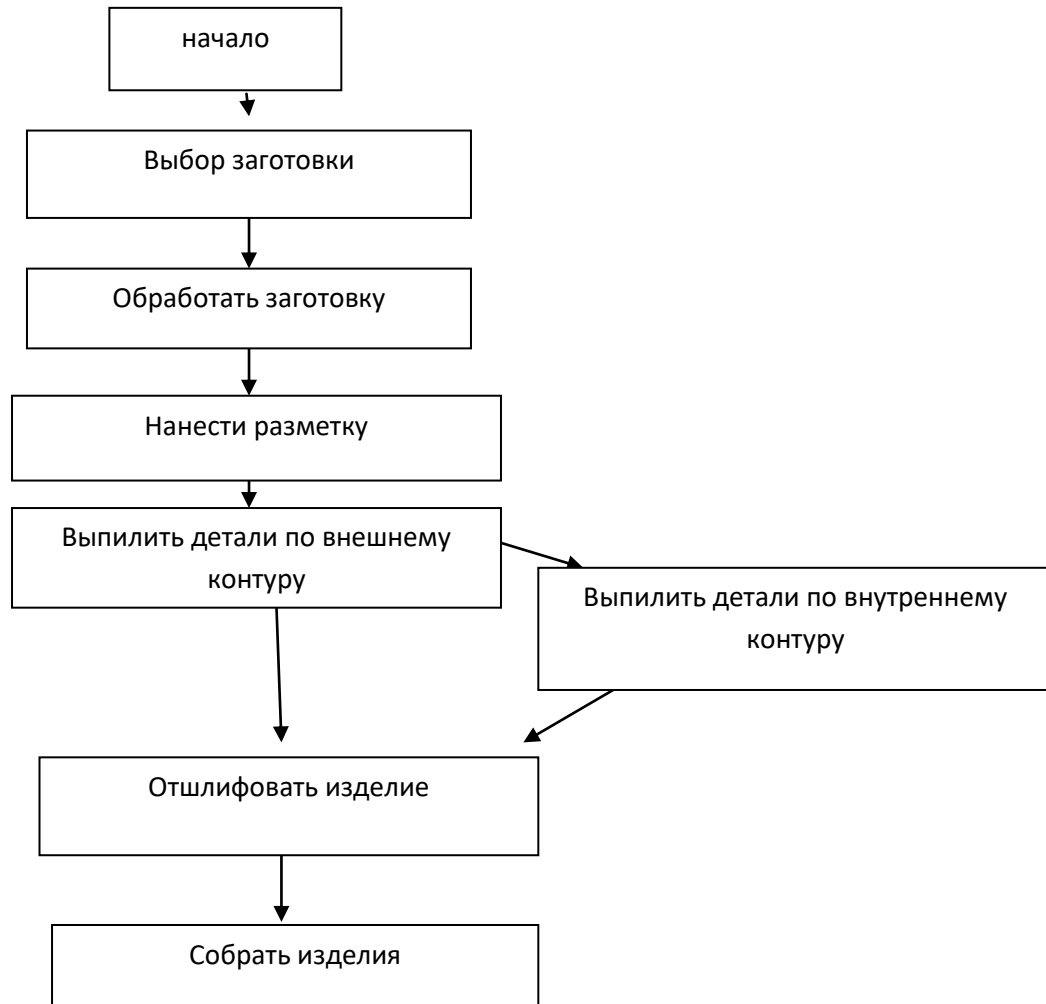 начало
Выбор заготовки
Обработать заготовку
Нанести разметку
Выпилить детали по внешнему
контуру
Выпилить детали по внутреннему
контуру
Отшлифовать изделие
Собрать изделия